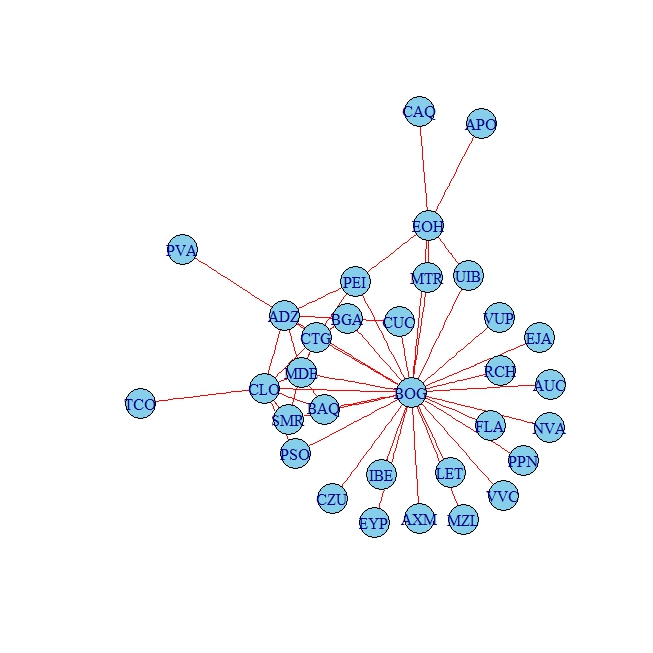 CAQ
APO
EOH
PVA
PEI
MTR
UIB
ADZ
BGA
CUC
VUP
CTG
EJA
MDE
RCH
CLO
BOG
AUC
TCO
BAQ
SMR
FLA
NVA
PSO
PPN
IBE
LET
CZU
VVC
EYP
AXM
MZL